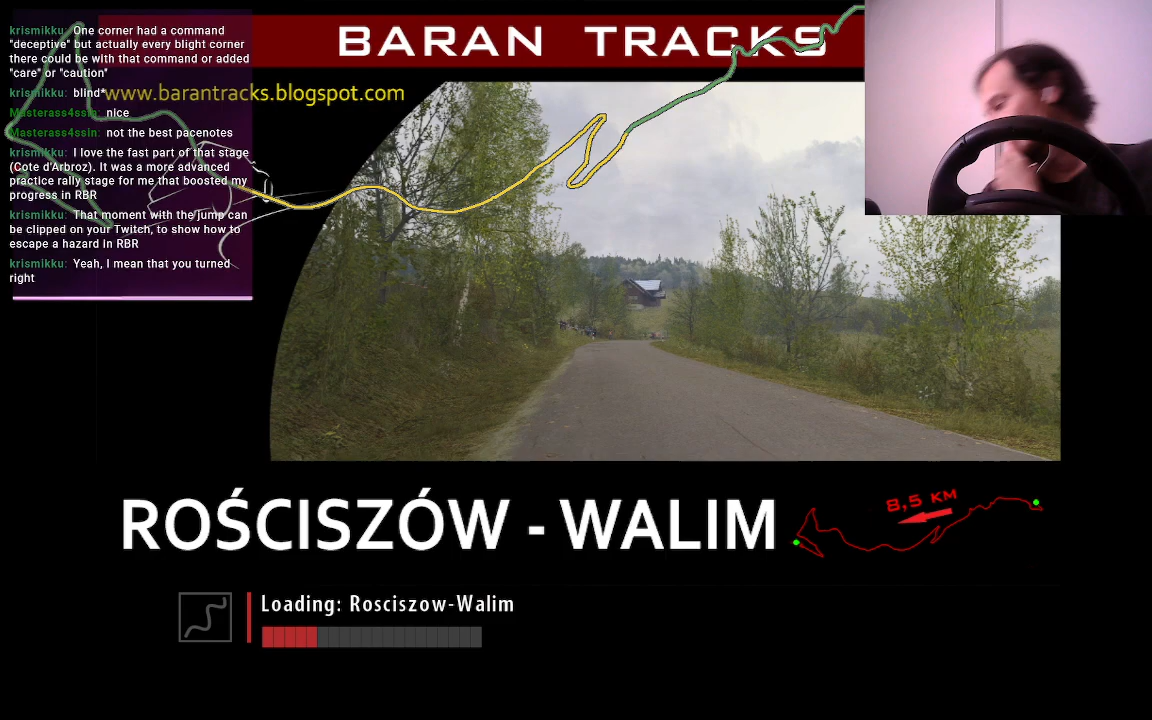 BARAN TRACKS
krismikku: One corner had a command
"deceptive" but actually every blight corner
there could be with that command or added
"care" or "caution"
krismikku: blind*
www.barantracks.blogspot.com
Masterass4ssin: nice
Masterass4ssin: not the best pacenotes
krismikku: I love the fast part of that stage
(Cote d'Arbroz). It was a more advanced
practice rally stage for me that boosted my
progress in RBR
krismikku: That moment with the jump can
be clipped on your Twitch, to show how to
escape a hazard in RBR
krismikku: Yeah, I mean that you turned
right
ROŚCISZÓW - WALIM
8,5 KM
Loading: Rosciszow-Walim